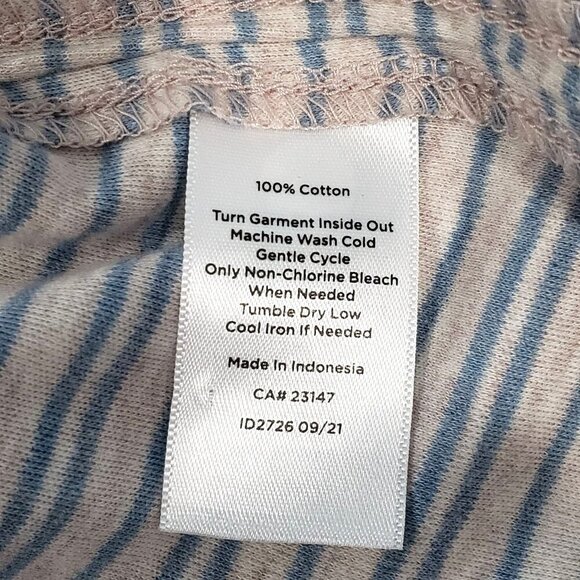 100% Cotton
Turn Garment Inside Out
Machine Wash Cold
Gentle Cycle
Only Non-Chlorine Bleach
When Needed
Tumble Dry Low
Cool Iron If Needed
Made In Indonesia
CA# 23147
ID2726 09/21